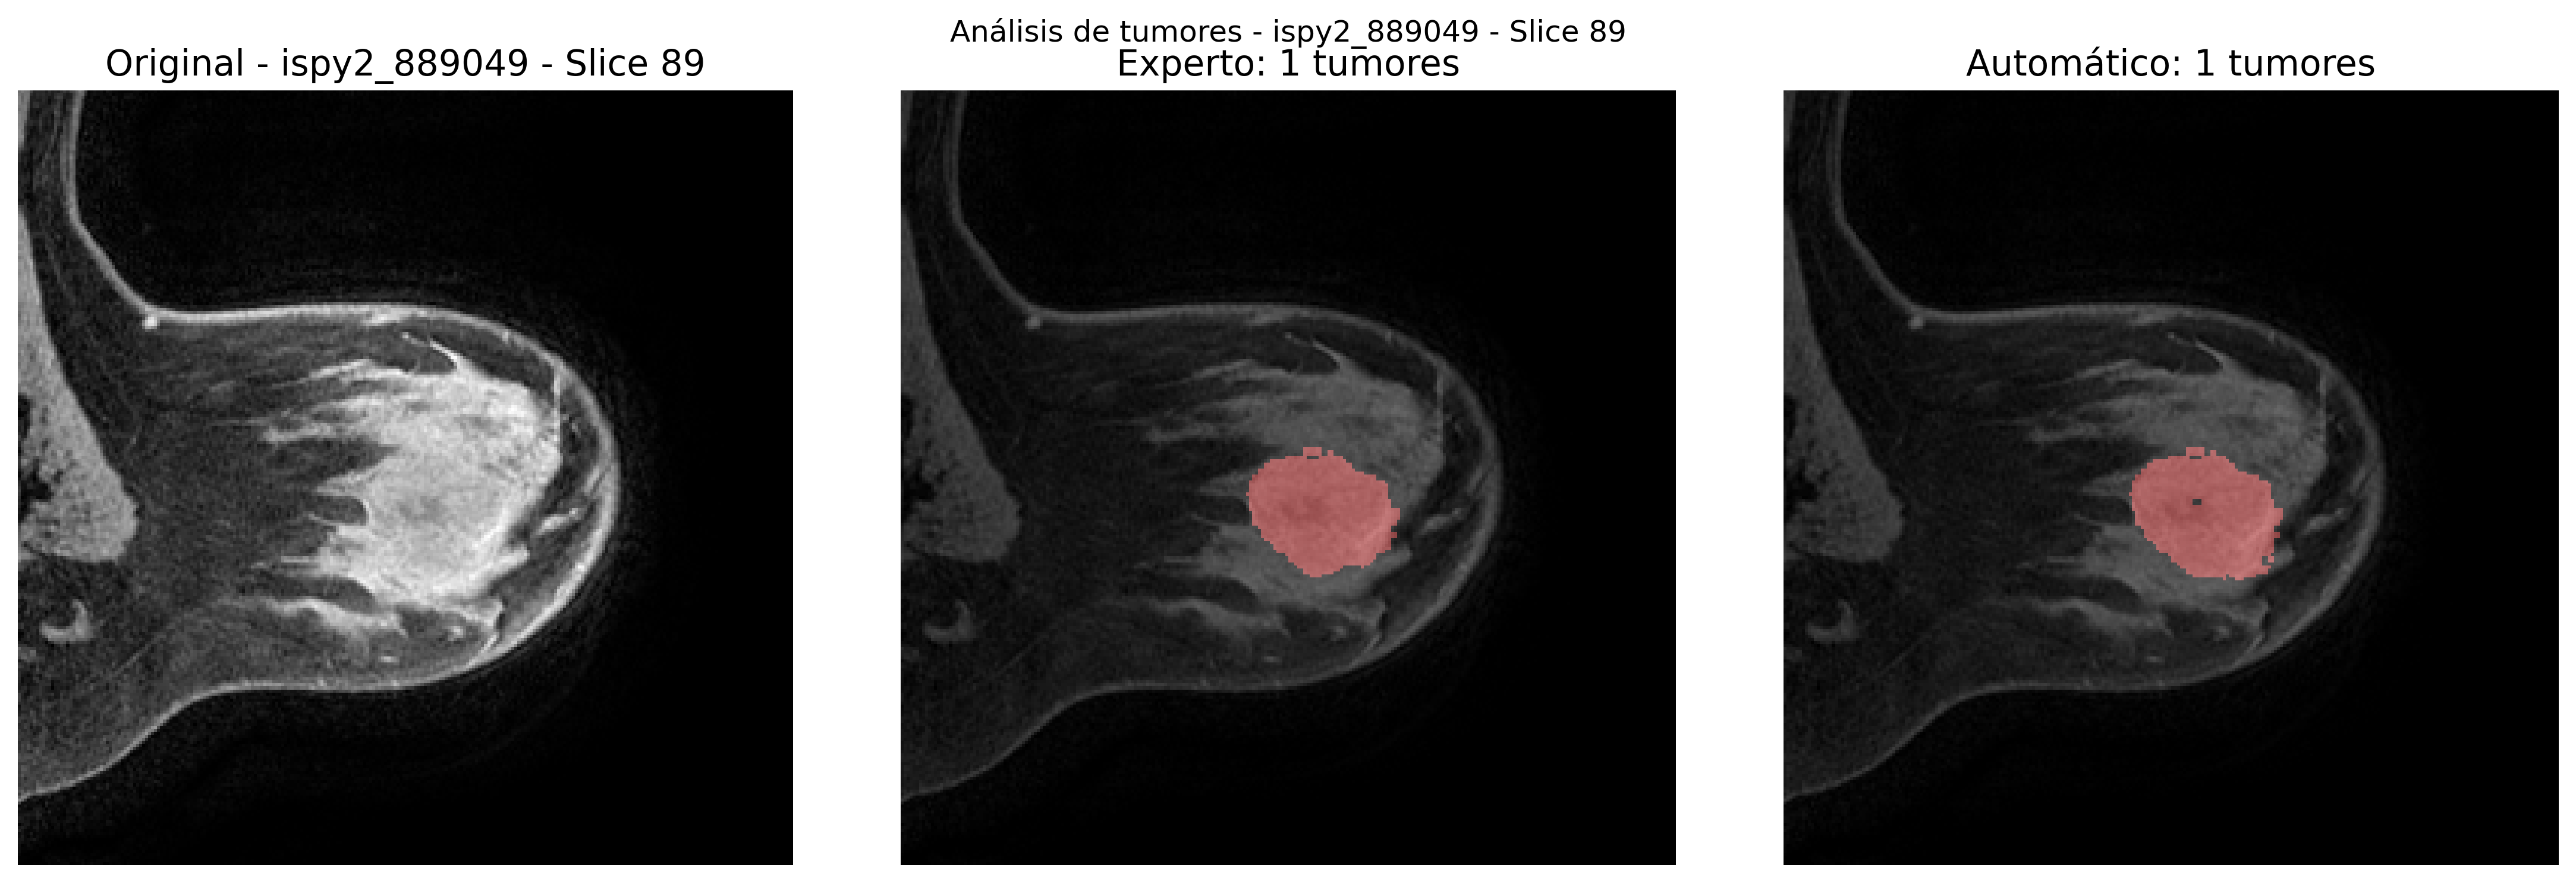 Análisis de tumores - ispy2_889049 - Slice 89
Original - ispy2_889049 - Slice 89
Experto: 1 tumores
Automático: 1 tumores